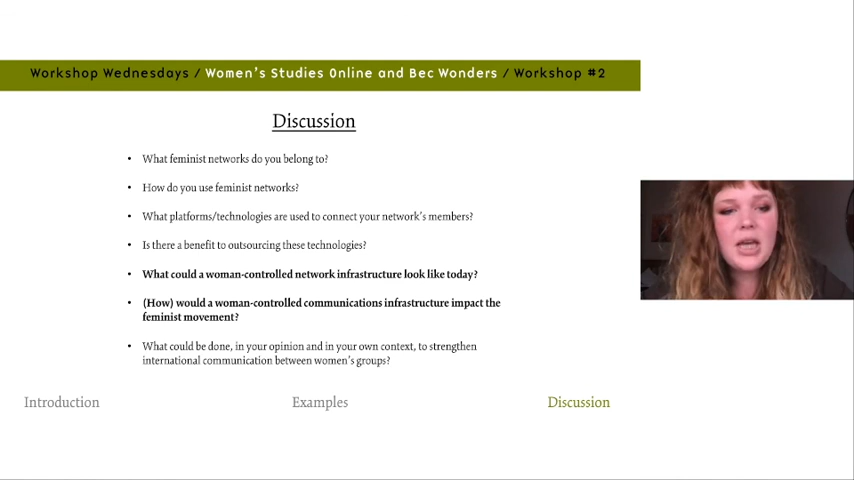 Workshop Wednesdays / Women's Studies Online and Bec Wonders / Workshop #2
Discussion
• What feminist networks do you belong to?
• How do you use feminist networks?
• What platforms/technologies are used to connect your network's members?
• Is there a benefit to outsourcing these technologies?
• What could a woman-controlled network infrastructure look like today?
• (How) would a woman-controlled communications infrastructure impact the
feminist movement?
• What could be done, in your opinion and in your own context, to strengthen
international communication between women's groups?
Introduction
Examples
Discussion